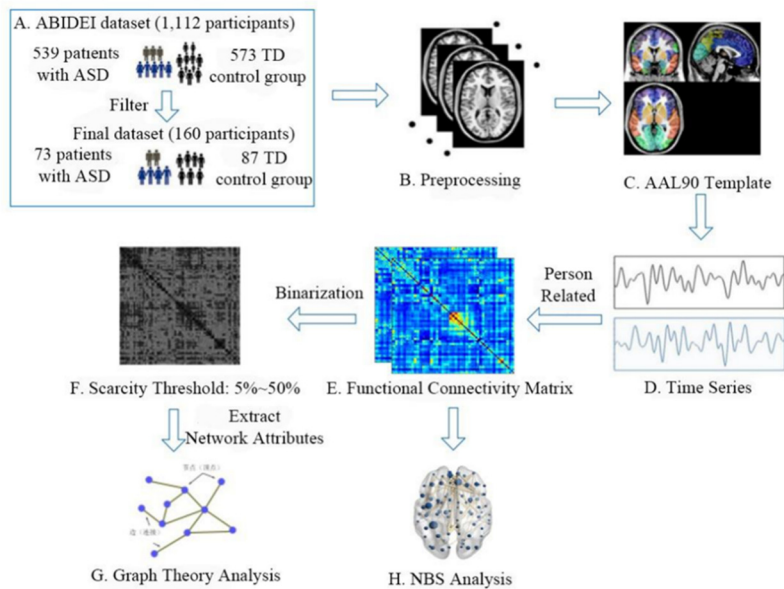 A. ABIDEI dataset (1,112 participants)
539 patients
with ASD
573 TD
control group
Filter
Final dataset (160 participants)
73 patients
with ASD
87 TD
control group
B. Preprocessing
C. AAL90 Template
Person
Related
D. Time Series
Binarization
E. Functional Connectivity Matrix
F. Scarcity Threshold: 5%~50%
Extract
Network Attributes
节点（顶点）
边（连接）
G. Graph Theory Analysis
H. NBS Analysis